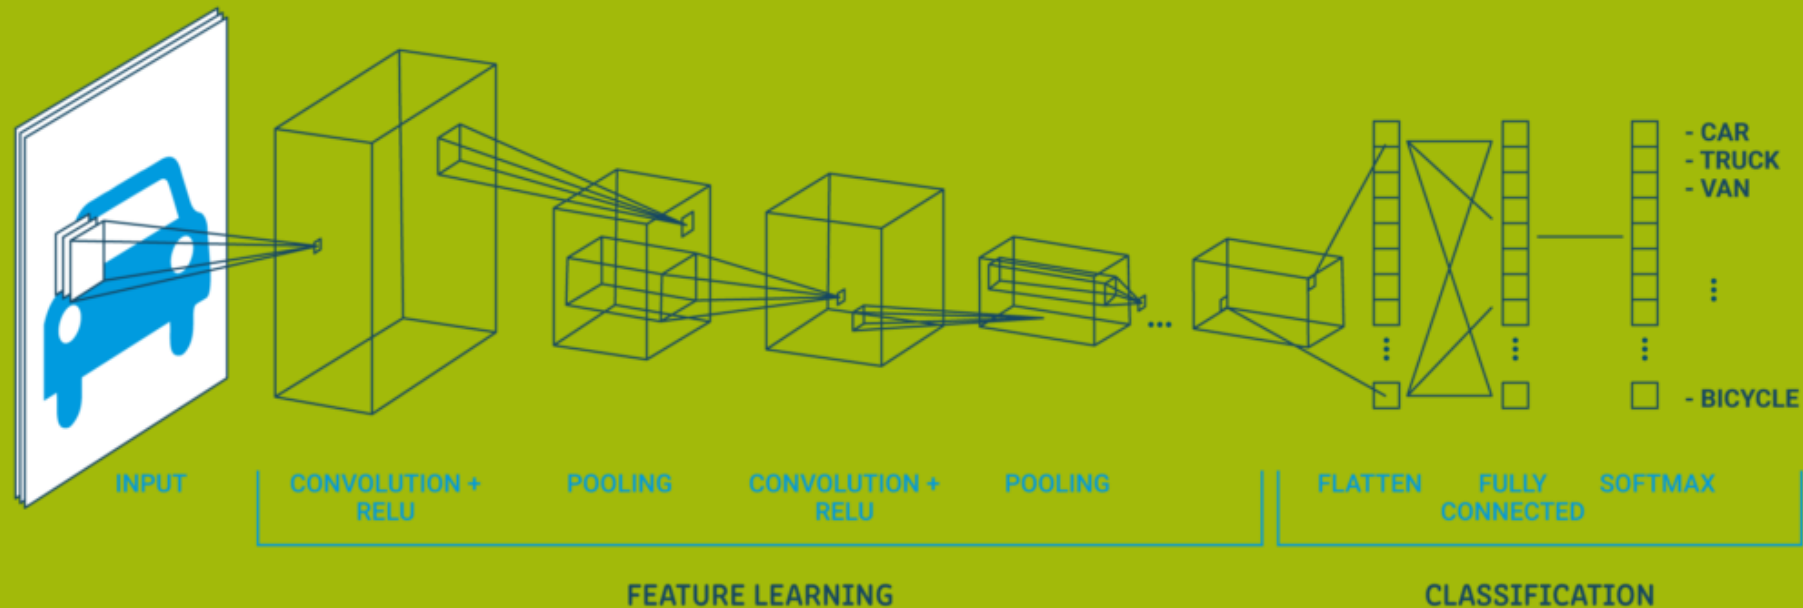 - CAR
- TRUCK
- VAN
- BICYCLE
INPUT
CONVOLUTION +
RELU
POOLING
CONVOLUTION +
RELU
POOLING
FLATTEN
FULLY
CONNECTED
SOFTMAX
FEATURE LEARNING
CLASSIFICATION